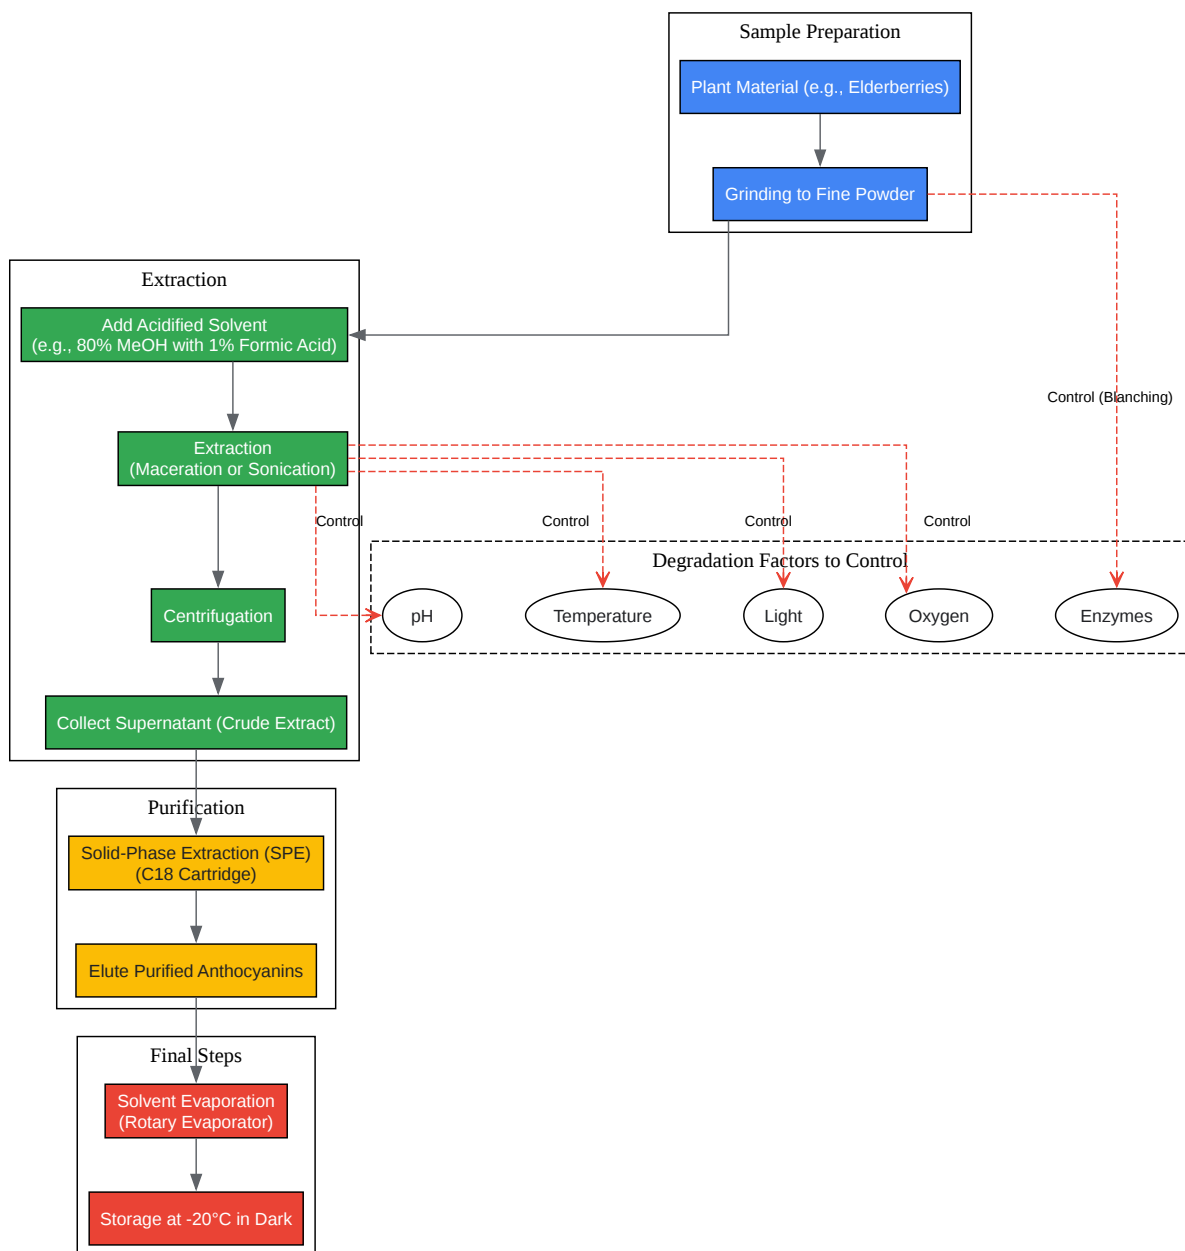 Sample Preparation
Plant Material (e.g., Elderberries)
Grinding to Fine Powder
Extraction
Add Acidified Solvent
(e.g., 80% MeOH with 1% Formic Acid)
Control (Blanching)
Extraction
(Maceration or Sonication)
Control
Control
Control
Control
Degradation Factors to Control
Centrifugation
pH
Temperature
Light
Oxygen
Enzymes
Collect Supernatant (Crude Extract)
Purification
Solid-Phase Extraction (SPE)
(C18 Cartridge)
Elute Purified Anthocyanins
Final Steps
Solvent Evaporation
(Rotary Evaporator)
Storage at -20°C in Dark